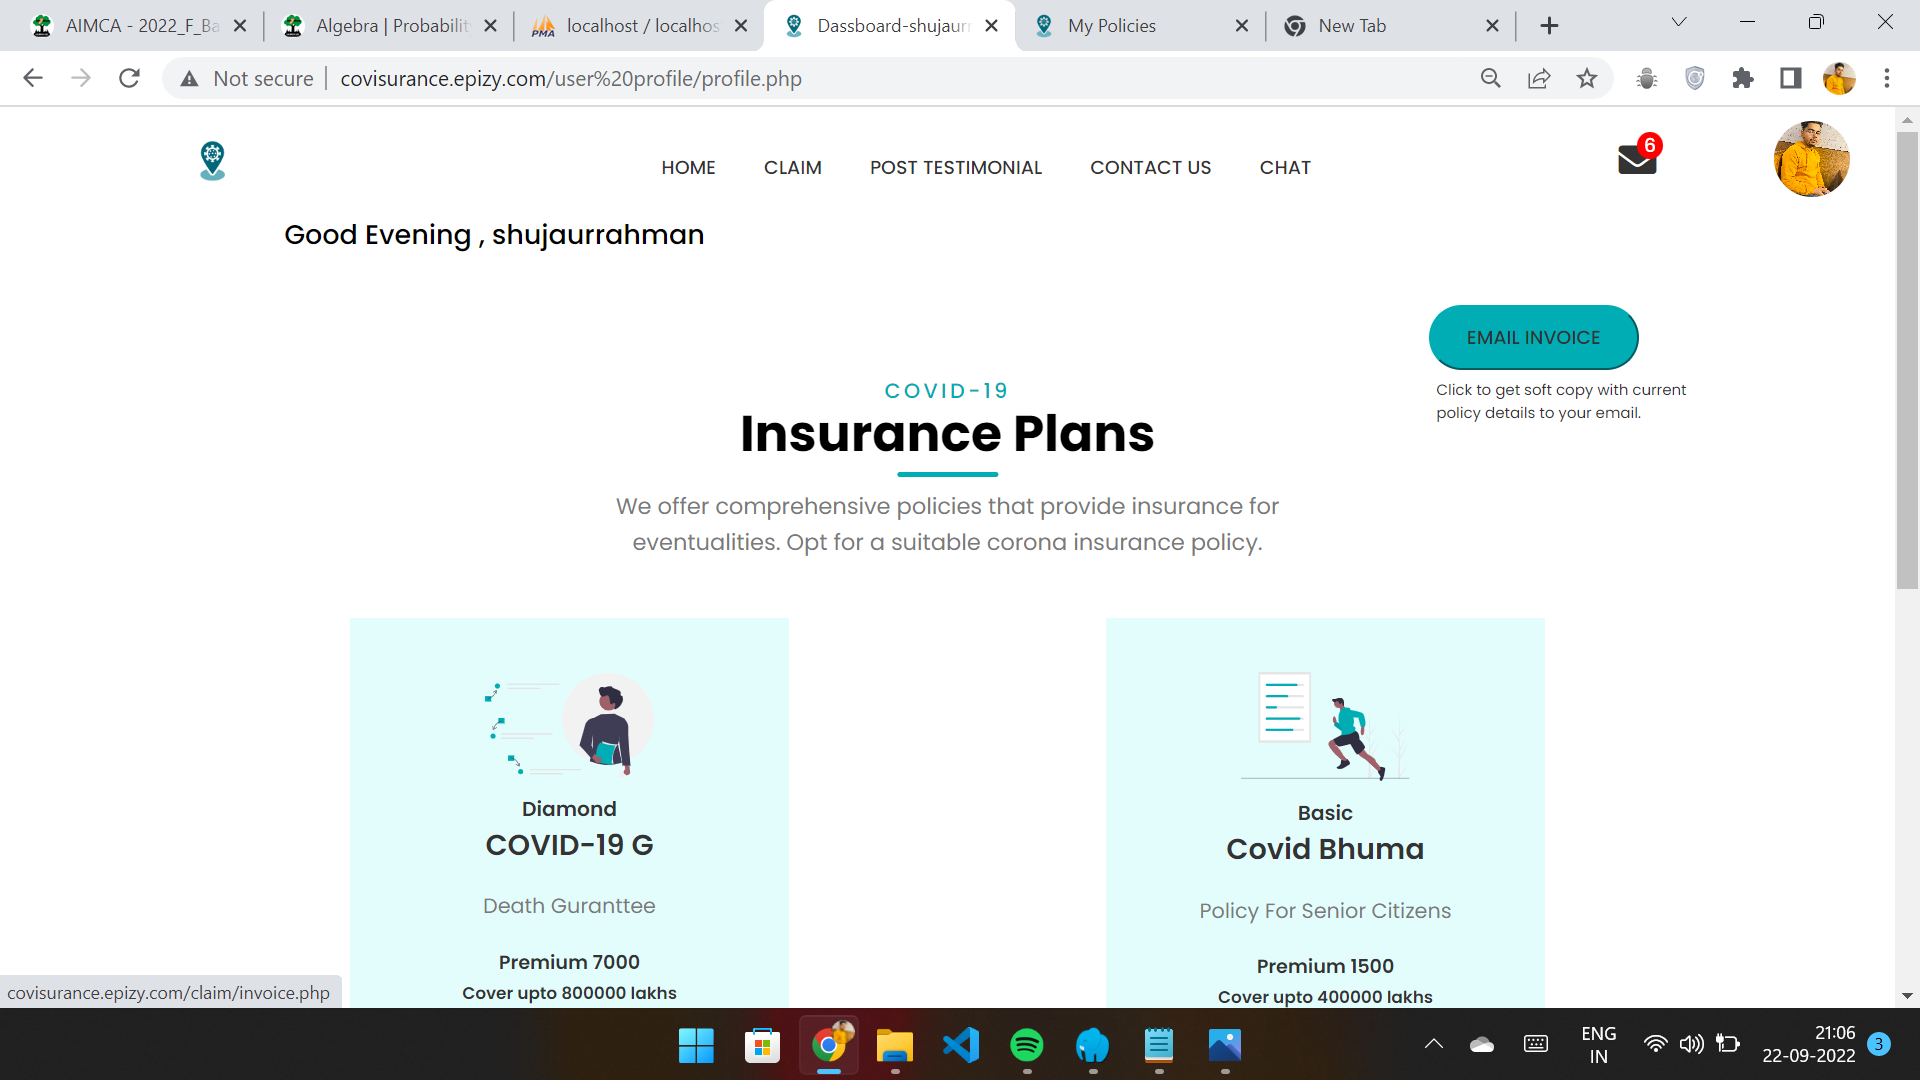 AIMCA - 2022_F_Ba
Algebra | Probabilit
localhost / localhos
Dassboard-shujaurr
My Policies
New Tab
Not secure
covisurance.epizy.com/user%20profile/profile.php
HOME
CLAIM
POST TESTIMONIAL
CONTACT US
CHAT
6
Good Evening , shujaurrahman
EMAIL INVOICE
Click to get soft copy with current
policy details to your email.
COVID-19
Insurance Plans
We offer comprehensive policies that provide insurance for
eventualities. Opt for a suitable corona insurance policy.
Diamond
COVID-19 G
Death Guranttee
Premium 7000
Cover upto 800000 lakhs
Basic
Covid Bhuma
Policy For Senior Citizens
Premium 1500
Cover upto 400000 lakhs
covisurance.epizy.com/claim/invoice.php
ENG
IN
21:06
22-09-2022
3